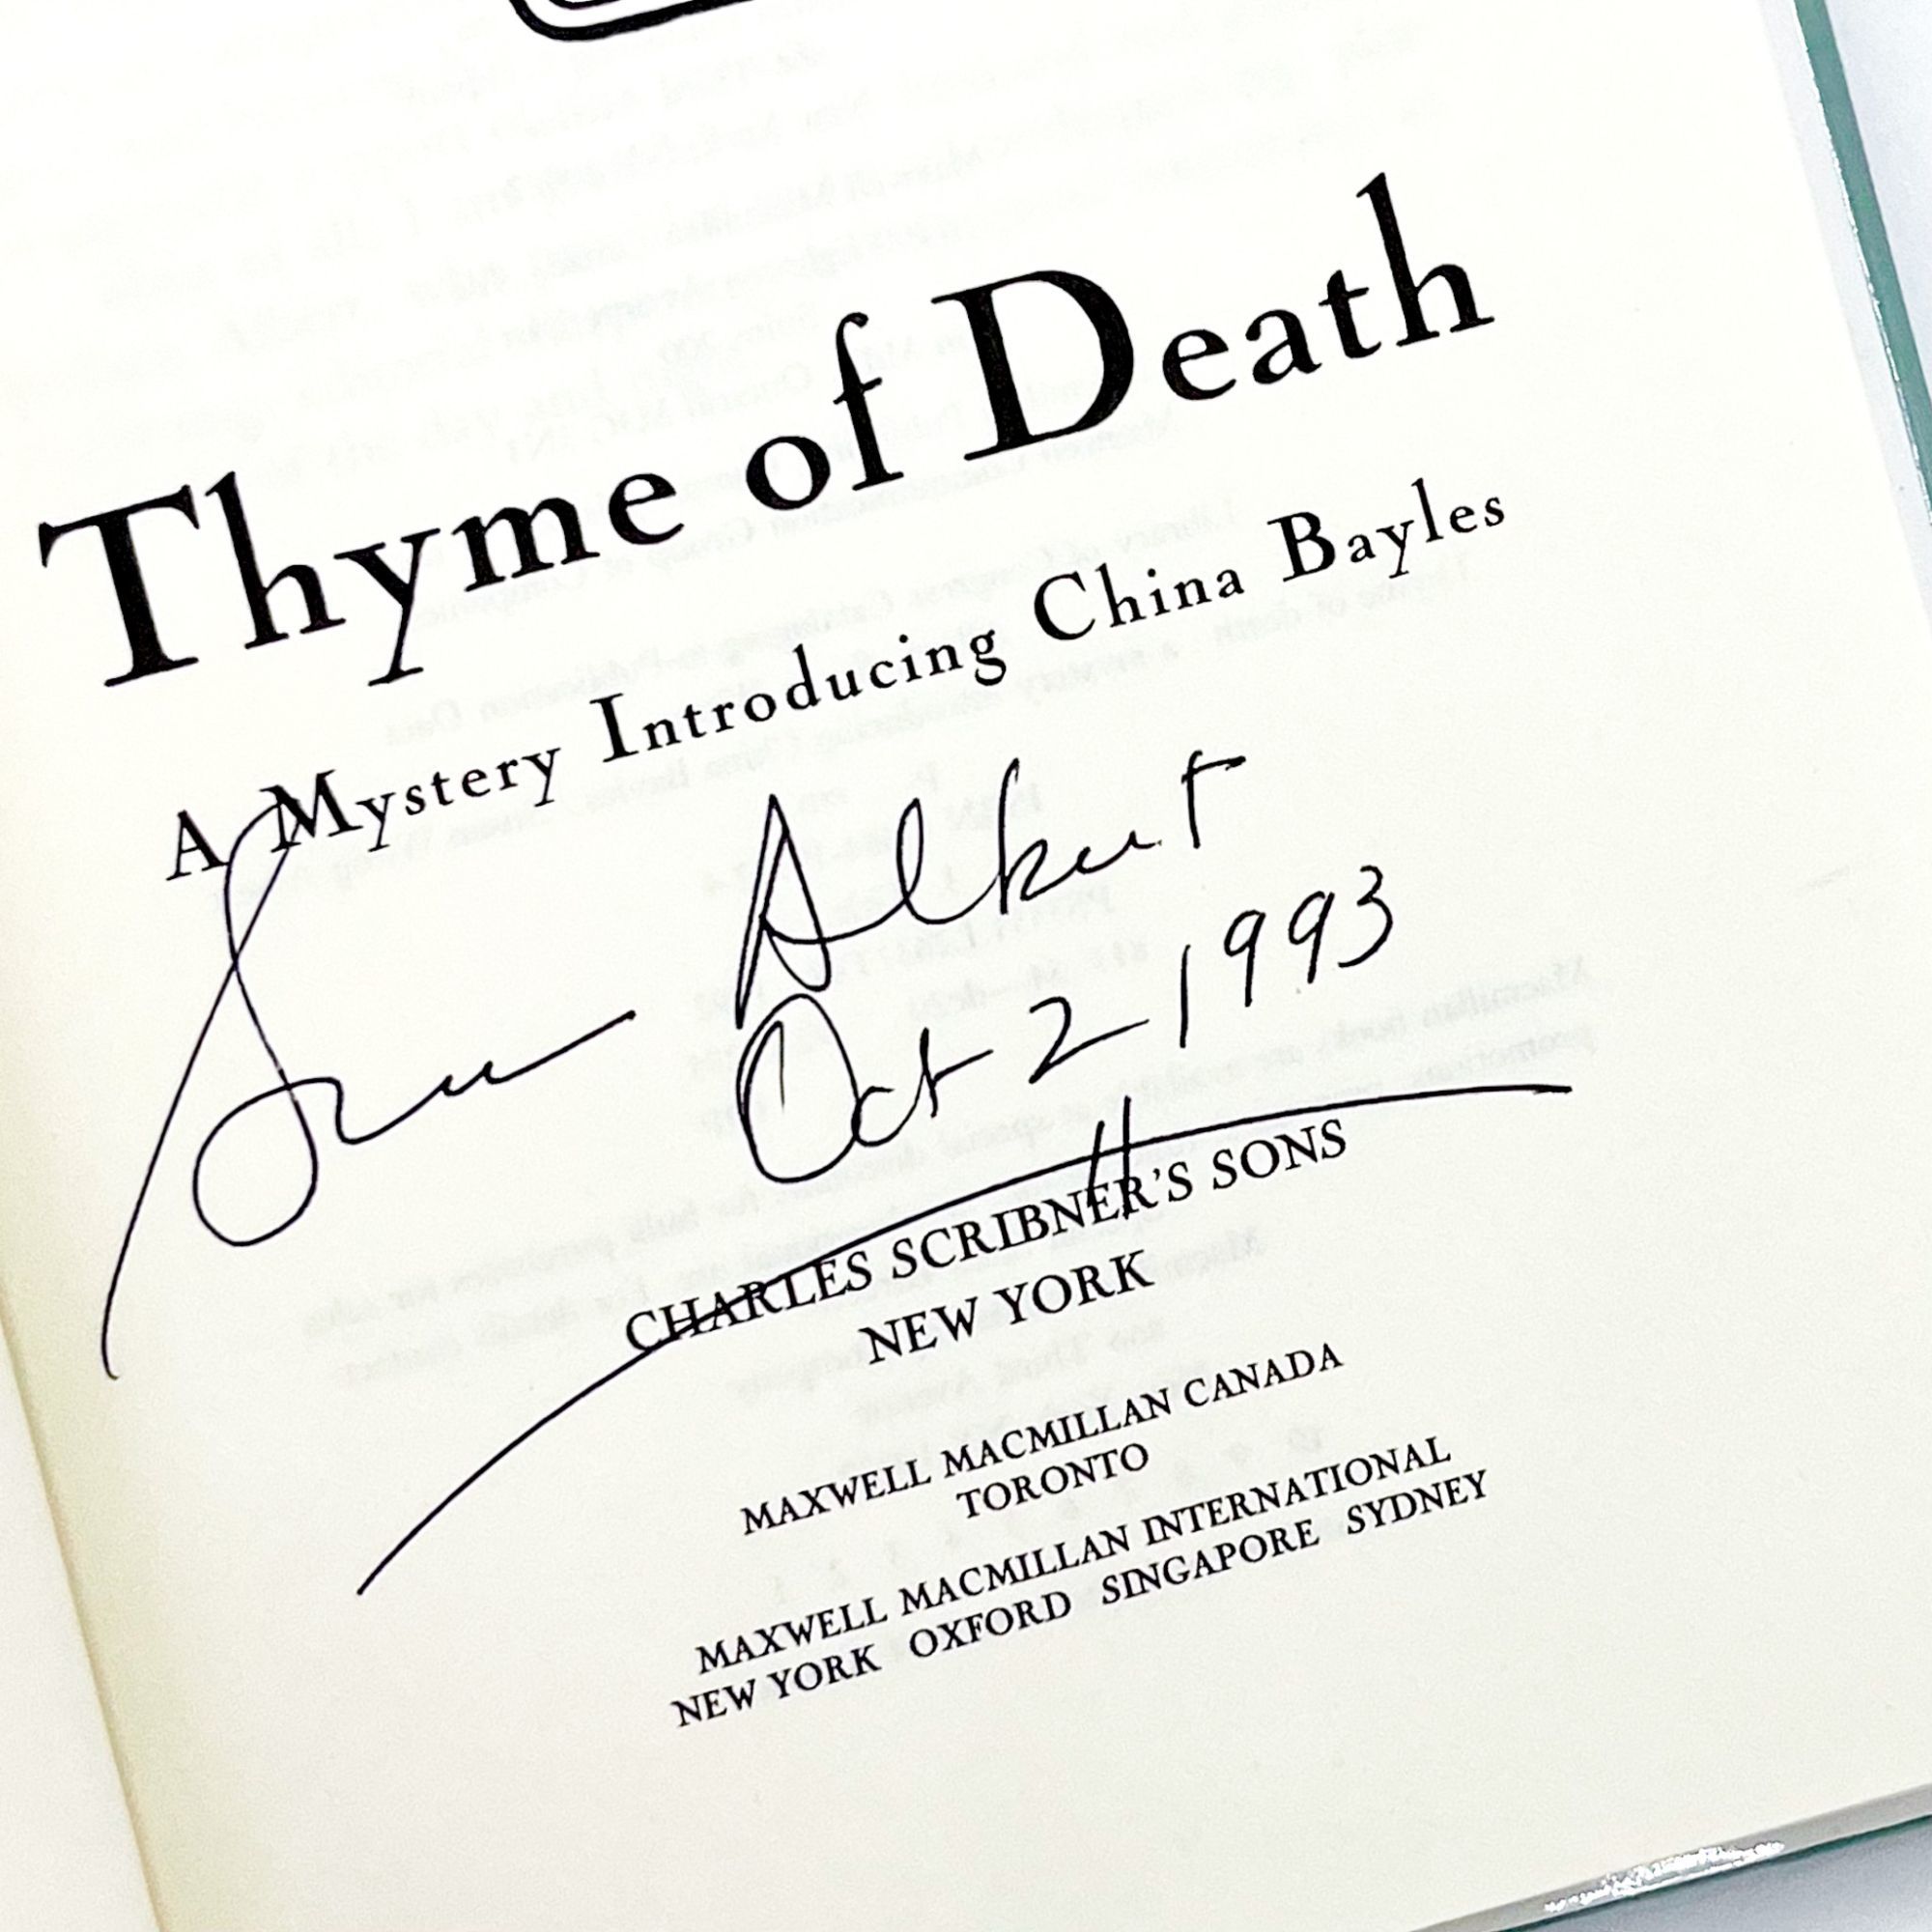 Thyme of Death
A Mystery Introducing China Bayles
Susan Albert
Oct 2 1993
CHARLES SCRIBNER'S SONS
NEW YORK
MAXWELL MACMILLAN CANADA
TORONTO
MAXWELL MACMILLAN INTERNATIONAL
NEW YORK OXFORD SINGAPORE SYDNEY